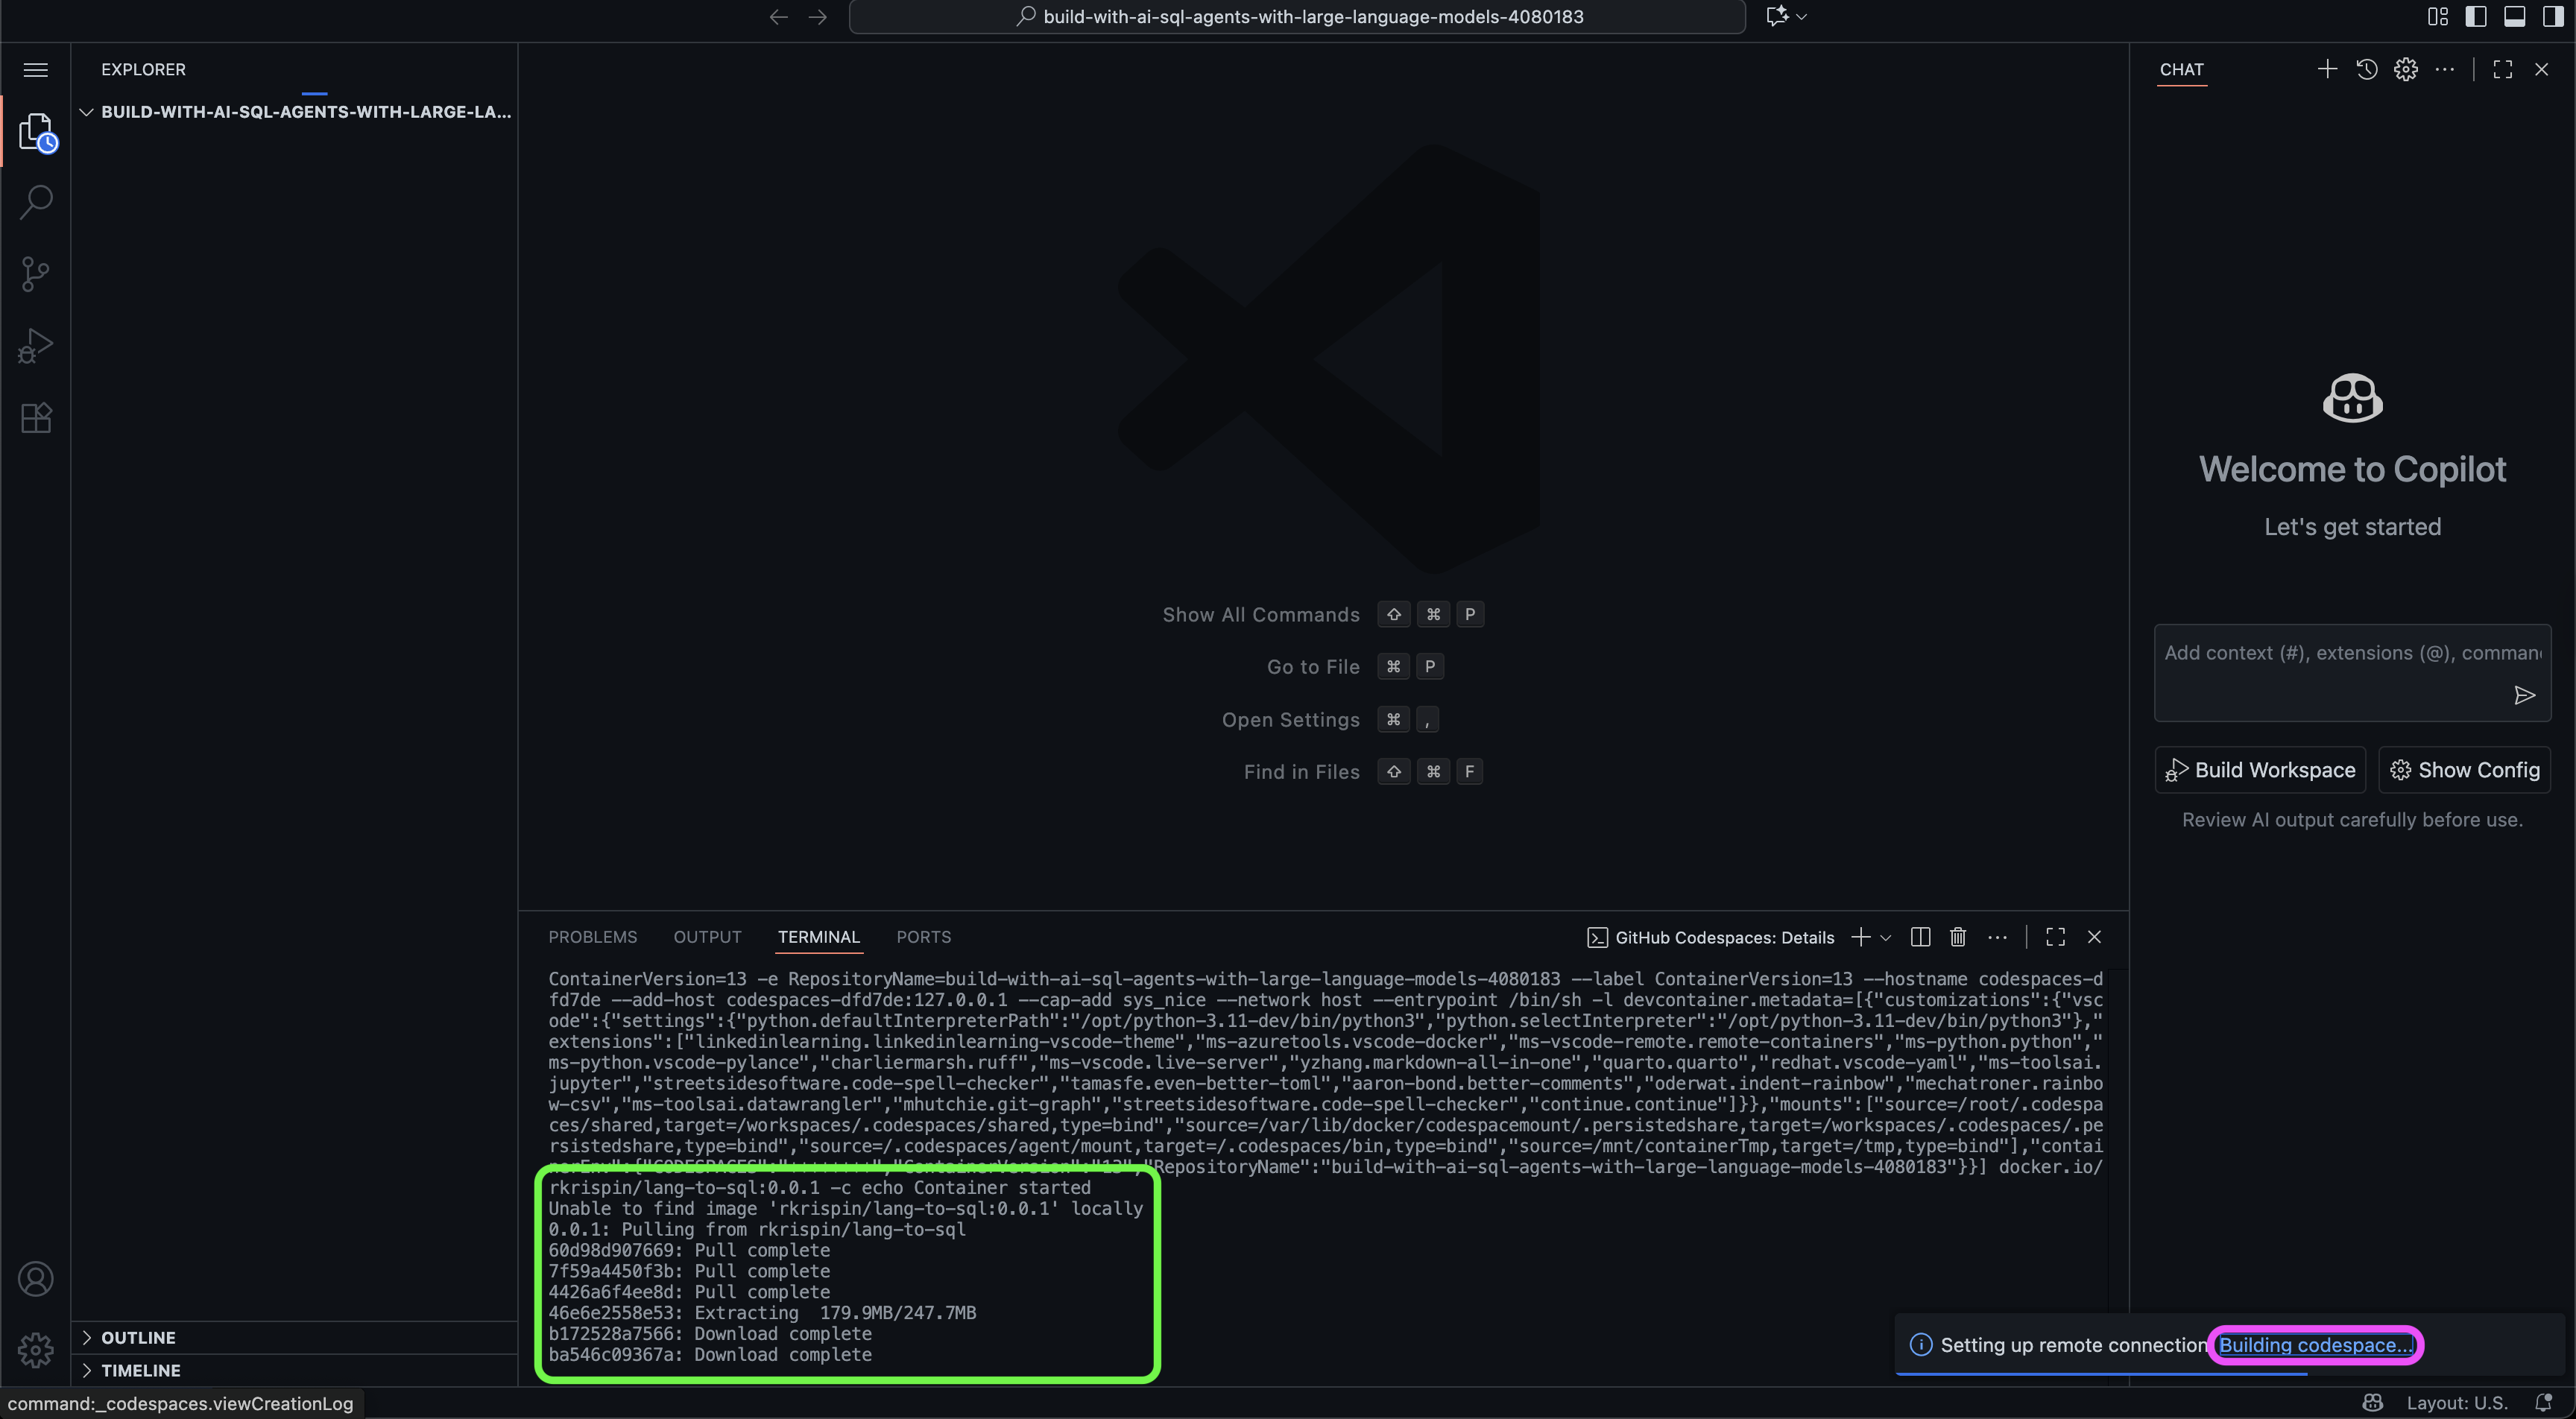 build-with-ai-sql-agents-with-large-language-models-4080183
EXPLORER
BUILD-WITH-AI-SQL-AGENTS-WITH-LARGE-LA...
OUTLINE
TIMELINE
Show All Commands ⇧ ⌘ P
Go to File ⌘ P
Open Settings ⌘ ,
Find in Files ⇧ ⌘ F
PROBLEMS OUTPUT TERMINAL PORTS GitHub Codespaces: Details
ContainerVersion=13 -e RepositoryName=build-with-ai-sql-agents-with-large-language-models-4080183 --label ContainerVersion=13 --hostname codespaces-d
fd7de --add-host codespaces-dfd7de:127.0.0.1 --cap-add sys_nice --network host --entrypoint /bin/sh -l devcontainer.metadata=[{"customizations":{"vsc
ode":{"settings":{"python.defaultInterpreterPath":"/opt/python-3.11-dev/bin/python3","python.selectInterpreter":"/opt/python-3.11-dev/bin/python3"},"
extensions":["linkedinlearning.linkedinlearning-vscode-theme","ms-azuretools.vscode-docker","ms-vscode-remote.remote-containers","ms-python.python","
ms-python.vscode-pylance","charliermarsh.ruff","ms-vscode.live-server","yzhang.markdown-all-in-one","quarto.quarto","redhat.vscode-yaml","ms-toolsai.
jupyter","streetsidesoftware.code-spell-checker","tamasfe.even-better-toml","aaron-bond.better-comments","oderwat.indent-rainbow","mechatroner.rainbo
w-csv","ms-toolsai.datawrangler","mhutchie.git-graph","streetsidesoftware.code-spell-checker","continue.continue"]}},"mounts":["source=/root/.codespa
ces/shared,target=/workspaces/.codespaces/shared,type=bind","source=/var/lib/docker/codespacemount/.persistedshare,target=/workspaces/.codespaces/.pe
rsistedshare,type=bind","source=/.codespaces/agent/mount,target=/.codespaces/bin,type=bind","source=/mnt/containerTmp,target=/tmp,type=bind"],"contai
"RepositoryName":"build-with-ai-sql-agents-with-large-language-models-4080183"}}] docker.io/
rkrispin/lang-to-sql:0.0.1 -c echo Container started
Unable to find image 'rkrispin/lang-to-sql:0.0.1' locally
0.0.1: Pulling from rkrispin/lang-to-sql
60d98d907669: Pull complete
7f59a4450f3b: Pull complete
4426a6f4ee8d: Pull complete
46e6e2558e53: Extracting  179.9MB/247.7MB
b172528a7566: Download complete
ba546c09367a: Download complete
CHAT
Welcome to Copilot
Let's get started
Add context (#), extensions (@), comman
Build Workspace Show Config
Review AI output carefully before use.
Setting up remote connection Building codespace...
command:_codespaces.viewCreationLog
Layout: U.S.